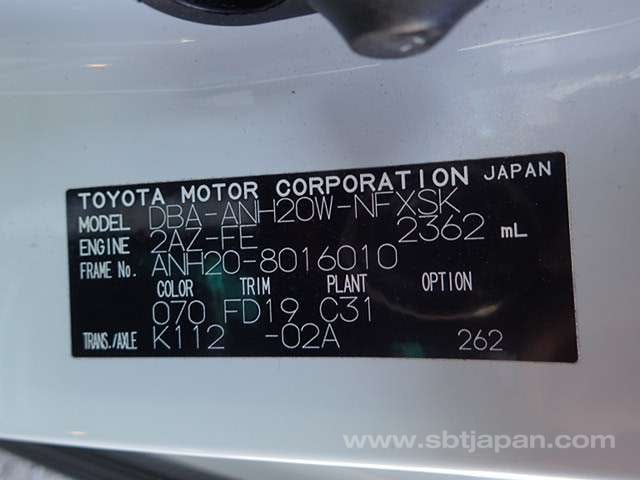 TOYOTA MOTOR CORPORATION JAPAN
MODEL DBA-ANH20W-NFXSK
ENGINE 2AZ-FE 2362 mL
FRAME No. ANH20-8016010
COLOR TRIM PLANT OPTION
070 FD19 C31
TRANS./AXLE K112 -02A 262
www.sbtjapan.com